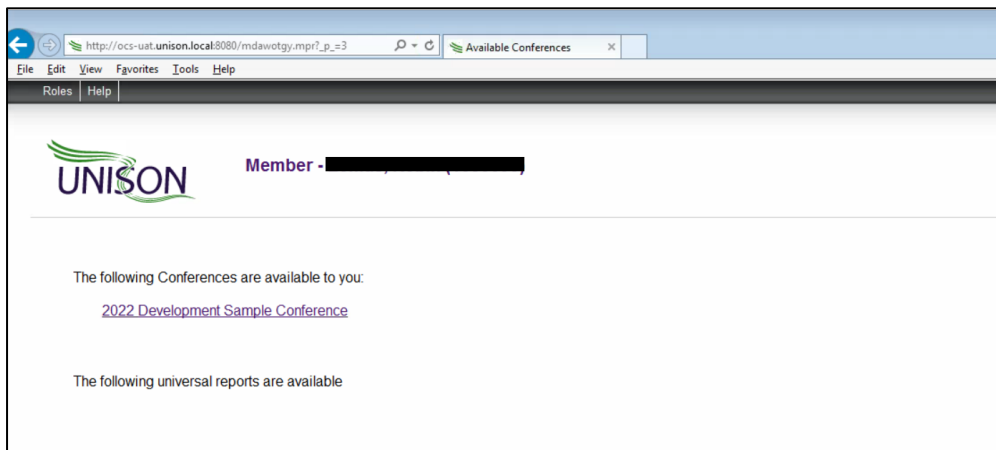 http://ocs-uat.unison.local:8080/mdawotgy.mpr?_p_=3
Available Conferences
File Edit View Favorites Tools Help
Roles Help
UNISON
Member -
The following Conferences are available to you:
2022 Development Sample Conference
The following universal reports are available